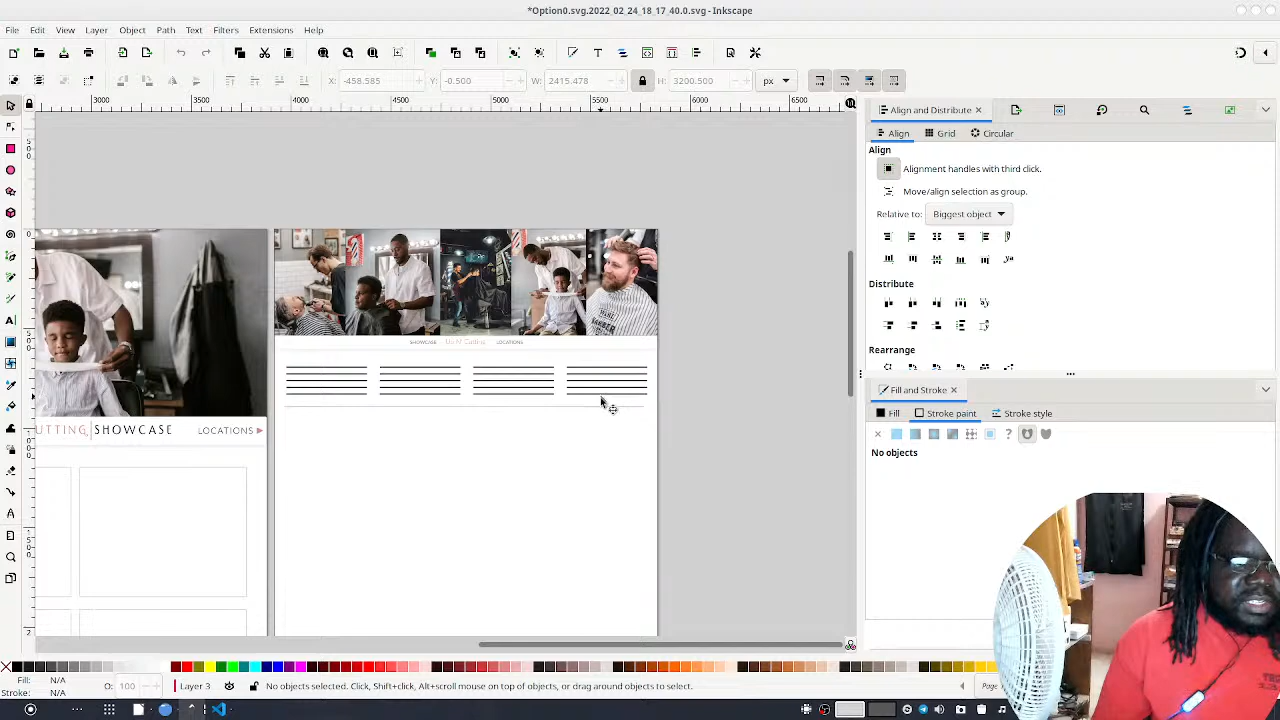 *Option0.svg.2022_02_24_18_17_40.0.svg - Inkscape
File Edit View Layer Object Path Text Filters Extensions Help
X: -458.585 Y: -0.500 W: 2415.478 H: 3200.500 px
3000 3500 4000 4500 5000 5500 6000 6500
Align and Distribute
Align Grid Circular
Align
Alignment handles with third click.
Move/align selection as group.
Relative to: Biggest object
Distribute
Rearrange
Fill and Stroke
Fill Stroke paint Stroke style
No objects
SHOWCASE LOCATIONS
UTTING SHOWCASE LOCATIONS
Fill: N/A
Stroke: N/A
O: 100
Layer 3
No objects selected. Click, Shift+click, Alt+scroll mouse on top of objects, or drag around objects to select.
Page